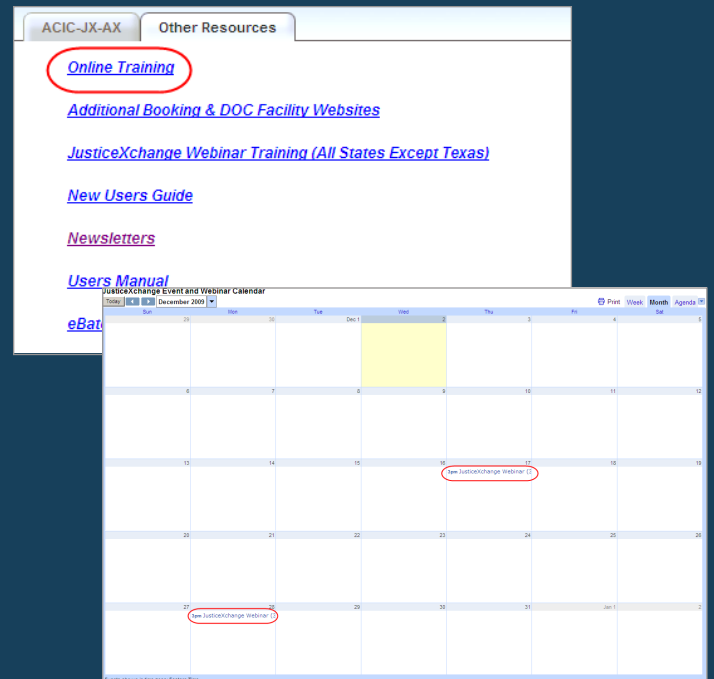 ACIC-JX-AX Other Resources
Online Training
Additional Booking & DOC Facility Websites
JusticeXchange Webinar Training (All States Except Texas)
New Users Guide
Newsletters
Users Manual
eBat
JusticeXchange Event and Webinar Calendar
Today December 2009 Print Week Month Agenda
Sun Mon Tue Wed Thu Fri Sat
29 30 Dec 1 2 3 4 5
6 7 8 9 10 11 12
13 14 15 16 17 18 19
3pm JusticeXchange Webinar (3
20 21 22 23 24 25 26
27 28 29 30 31 Jan 1 2
3pm JusticeXchange Webinar (3